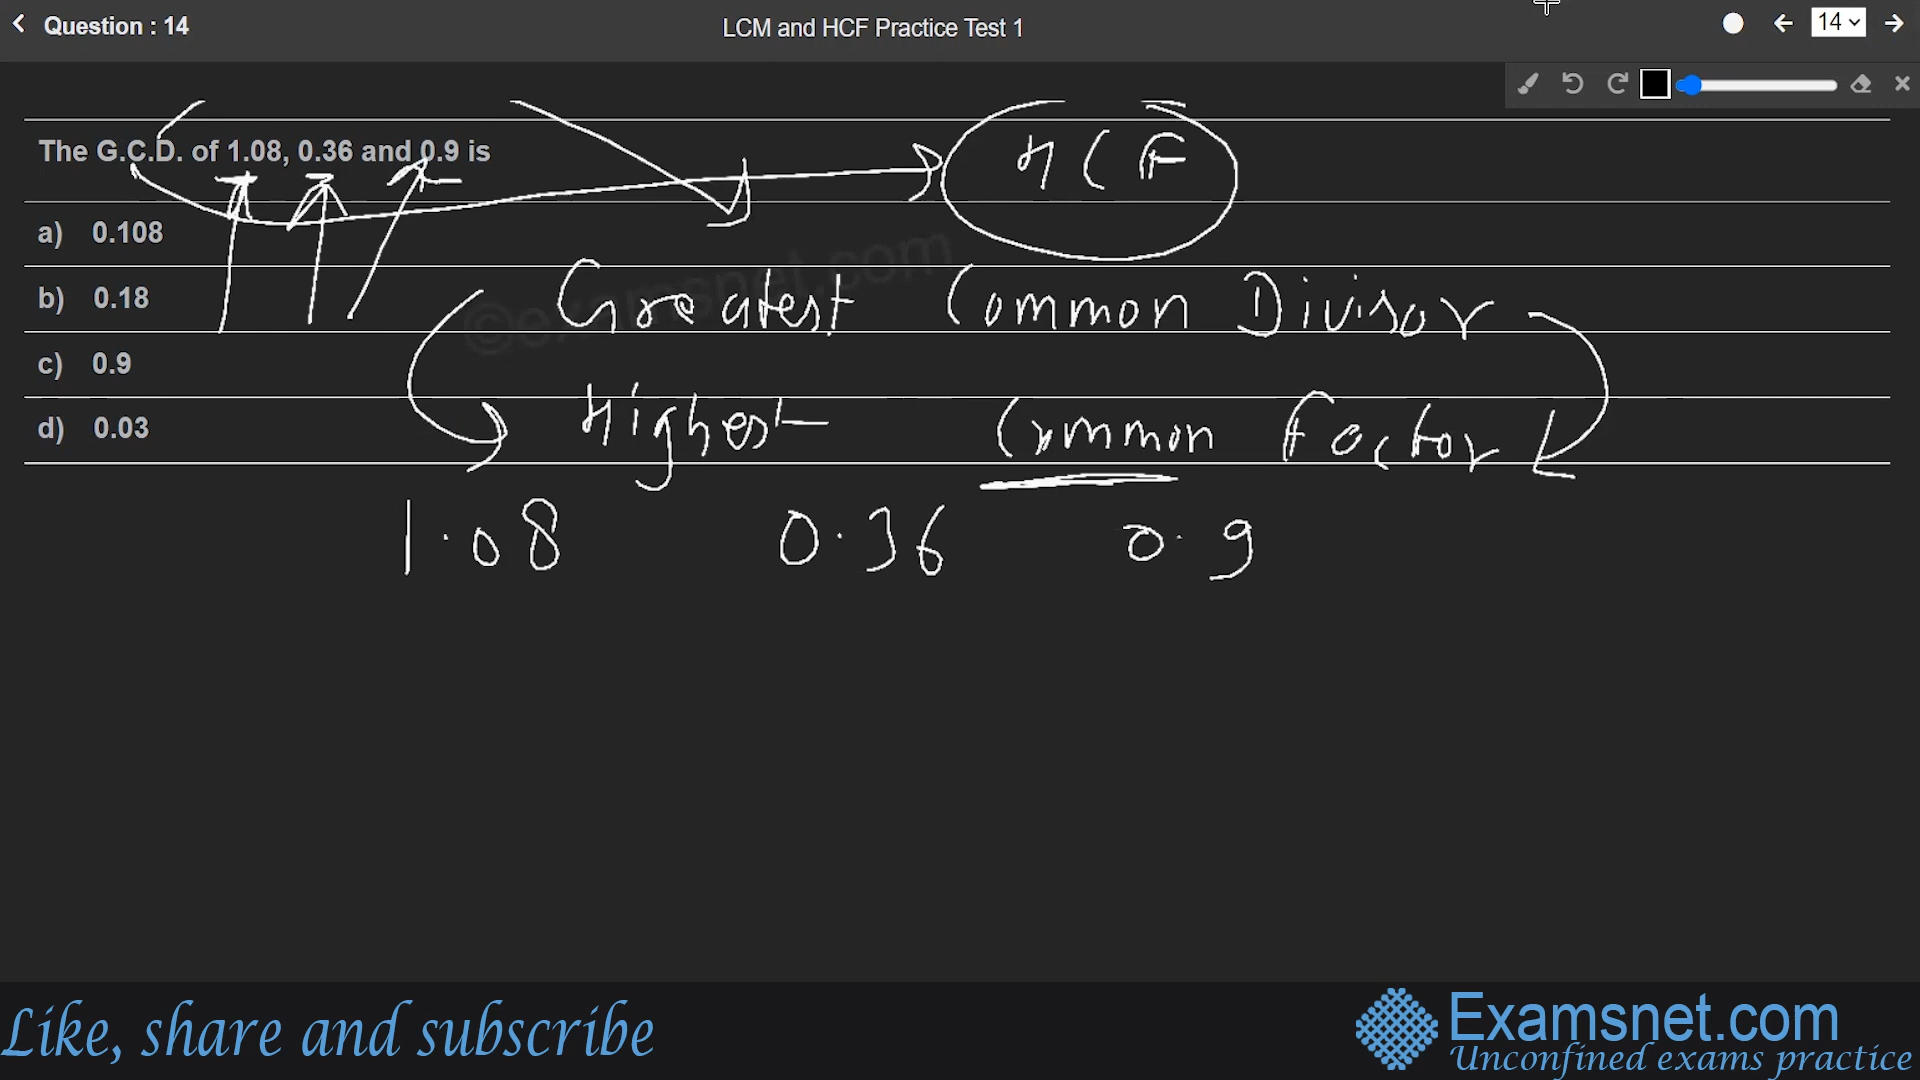 Question : 14
LCM and HCF Practice Test 1
14
The G.C.D. of 1.08, 0.36 and 0.9 is
HCF
a) 0.108
©examsnet.com
b) 0.18
Greatest Common Divisor
c) 0.9
Highest Common Factor
d) 0.03
1.08 0.36 0.9
Like, share and subscribe
Examsnet.com
Unconfined exams practice